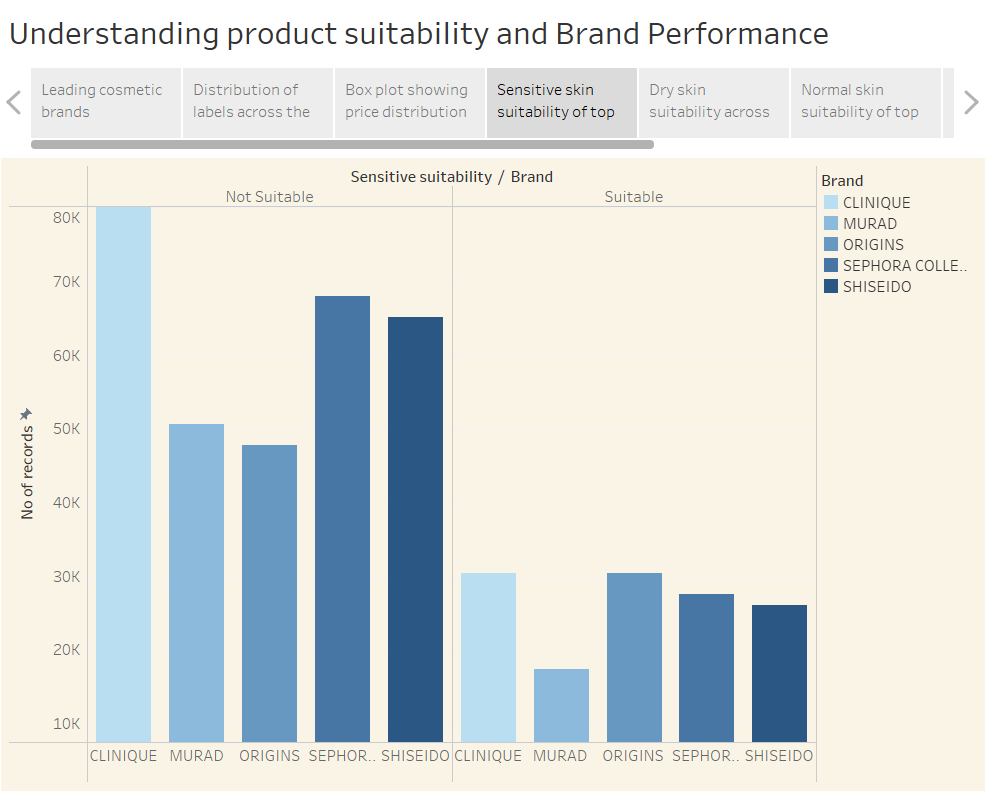 Understanding product suitability and Brand Performance
Leading cosmetic
brands
Distribution of
labels across the
Box plot showing
price distribution
Sensitive skin
suitability of top
Dry skin
suitability across
Normal skin
suitability of top
Sensitive suitability / Brand
Not Suitable
Suitable
80K
70K
60K
50K
40K
30K
20K
10K
No of records
CLINIQUE
MURAD
ORIGINS
SEPHOR..
SHISEIDO
CLINIQUE
MURAD
ORIGINS
SEPHOR..
SHISEIDO
Brand
CLINIQUE
MURAD
ORIGINS
SEPHORA COLLE..
SHISEIDO